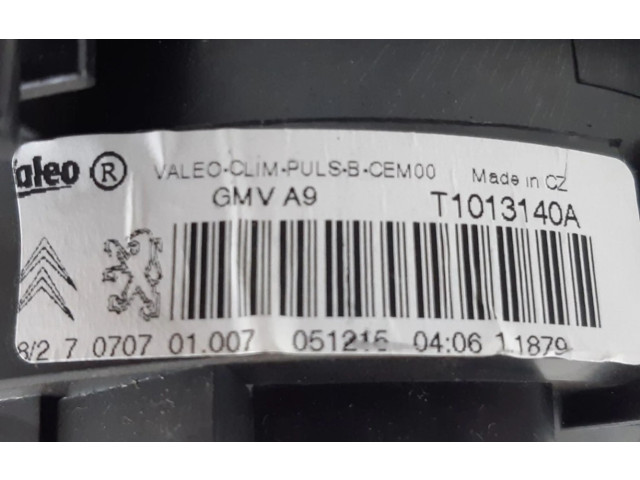 Valeo ® VALEO-CLIM-PULS-B-CEM00 Made in CZ
GMV A9 T1013140A
8/2 7 0707 01.007 051215 04:06 11879